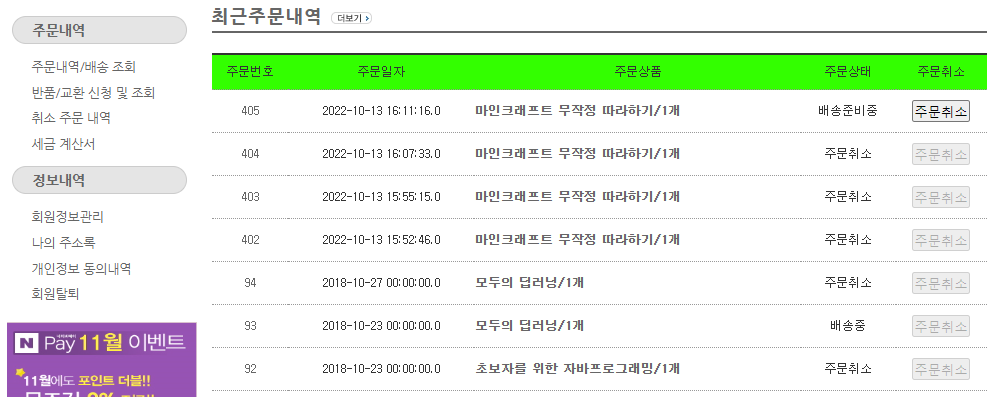 주문내역
주문내역/배송 조회
반품/교환 신청 및 조회
취소 주문 내역
세금 계산서
정보내역
회원정보관리
나의 주소록
개인정보 동의내역
회원탈퇴
N Pay 11월 이벤트
11월에도 포인트 더블!!
최근주문내역 더보기 >
주문번호 주문일자 주문상품 주문상태 주문취소
405 2022-10-13 16:11:16.0 마인크래프트 무작정 따라하기/1개 배송준비중 주문취소
404 2022-10-13 16:07:33.0 마인크래프트 무작정 따라하기/1개 주문취소 주문취소
403 2022-10-13 15:55:15.0 마인크래프트 무작정 따라하기/1개 주문취소 주문취소
402 2022-10-13 15:52:46.0 마인크래프트 무작정 따라하기/1개 주문취소 주문취소
94 2018-10-27 00:00:00.0 모두의 딥러닝/1개 주문취소 주문취소
93 2018-10-23 00:00:00.0 모두의 딥러닝/1개 배송중 주문취소
92 2018-10-23 00:00:00.0 초보자를 위한 자바프로그래밍/1개 주문취소 주문취소